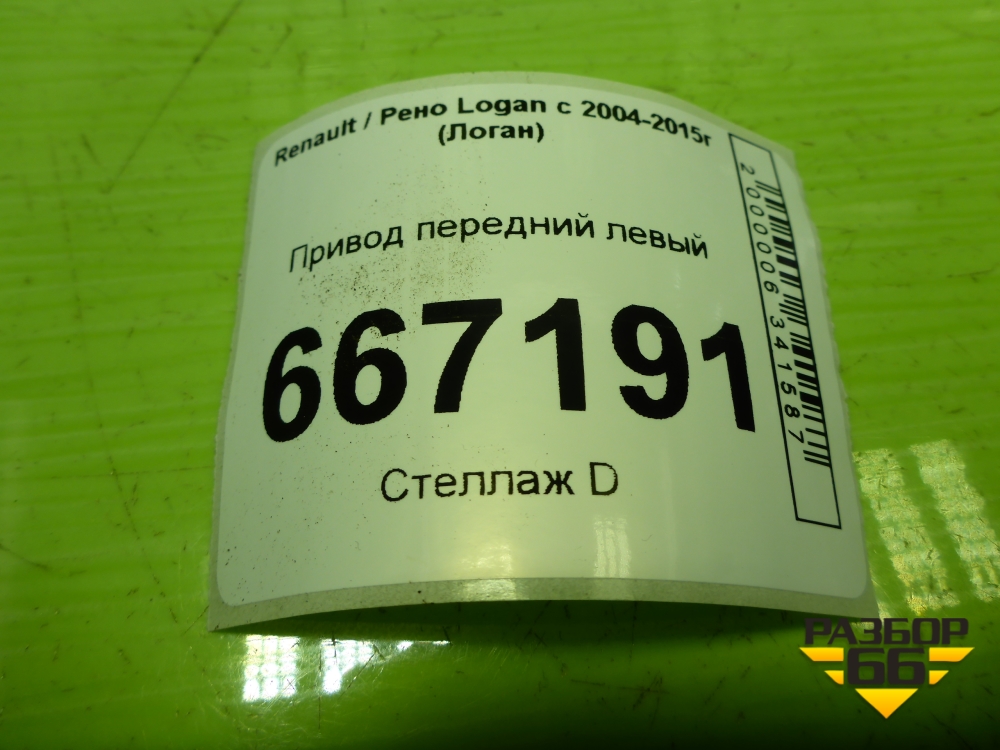 Renault / Рено Logan с 2004-2015г
(Логан)
Привод передний левый
667191
Стеллаж D
2000006341587
РАЗБОР
66